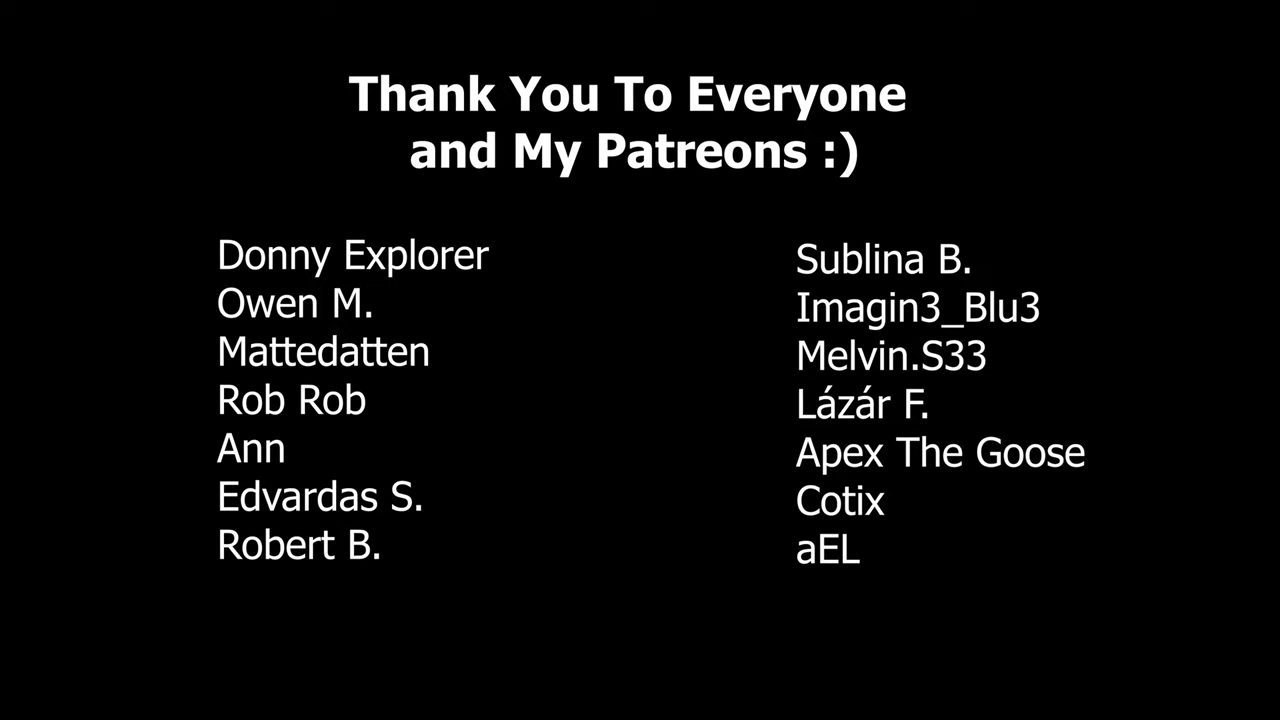 Thank You To Everyone
and My Patreons :)
Donny Explorer
Owen M.
Mattedatten
Rob Rob
Ann
Edvardas S.
Robert B.
Sublina B.
Imagin3_Blu3
Melvin.S33
Lázár F.
Apex The Goose
Cotix
aEL